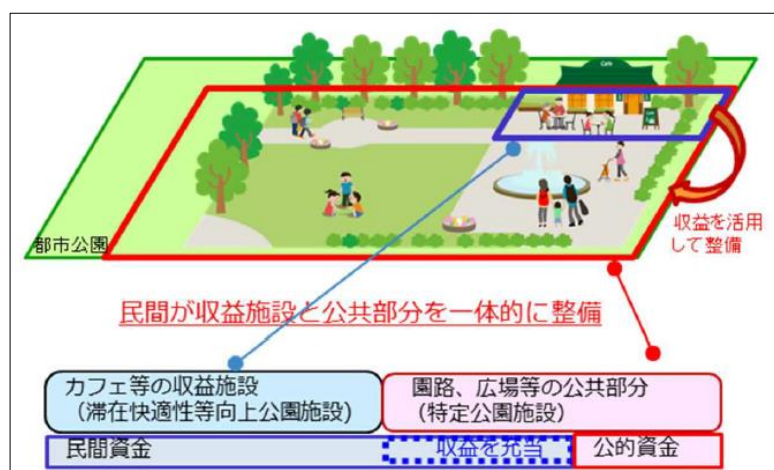 Cafe
都市公園
収益を活用
して整備
民間が収益施設と公共部分を一体的に整備
カフェ等の収益施設
（滞在快適性等向上公園施設）
園路、広場等の公共部分
（特定公園施設）
民間資金
収益を充当
公的資金